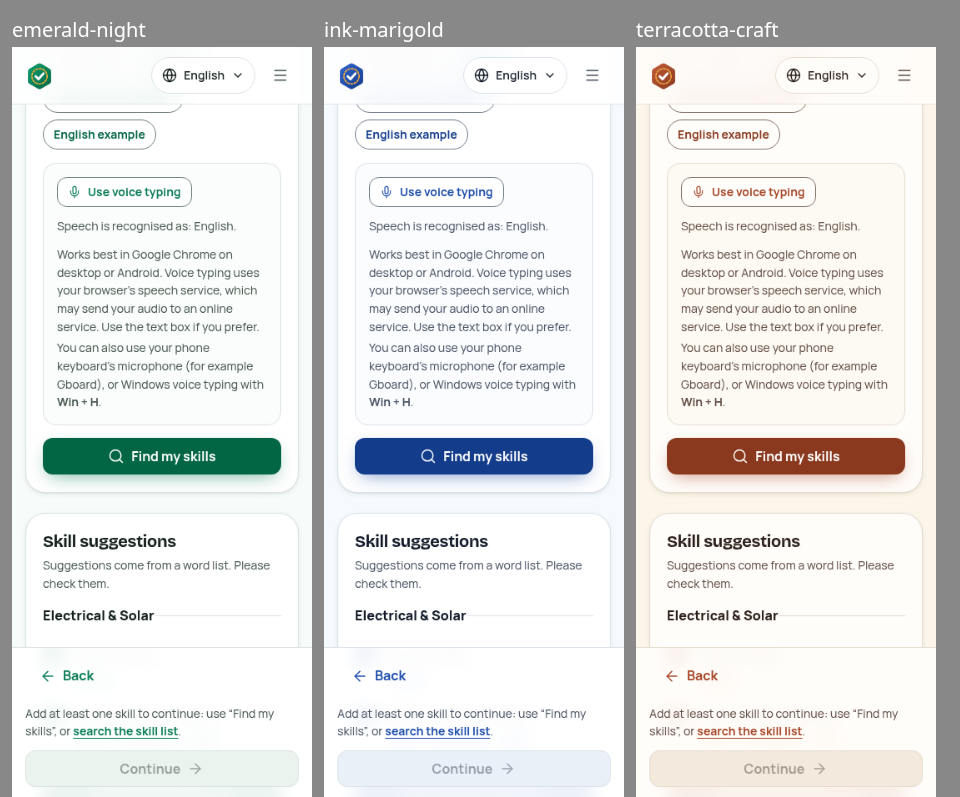 emerald-night
English
English example
Use voice typing
Speech is recognised as: English.
Works best in Google Chrome on
desktop or Android. Voice typing uses
your browser's speech service, which
may send your audio to an online
service. Use the text box if you prefer.
You can also use your phone
keyboard's microphone (for example
Gboard), or Windows voice typing with
Win + H.
Find my skills
Skill suggestions
Suggestions come from a word list. Please
check them.
Electrical & Solar
Back
Add at least one skill to continue: use “Find my
skills”, or search the skill list.
Continue
ink-marigold
English
English example
Use voice typing
Speech is recognised as: English.
Works best in Google Chrome on
desktop or Android. Voice typing uses
your browser's speech service, which
may send your audio to an online
service. Use the text box if you prefer.
You can also use your phone
keyboard's microphone (for example
Gboard), or Windows voice typing with
Win + H.
Find my skills
Skill suggestions
Suggestions come from a word list. Please
check them.
Electrical & Solar
Back
Add at least one skill to continue: use “Find my
skills”, or search the skill list.
Continue
terracotta-craft
English
English example
Use voice typing
Speech is recognised as: English.
Works best in Google Chrome on
desktop or Android. Voice typing uses
your browser's speech service, which
may send your audio to an online
service. Use the text box if you prefer.
You can also use your phone
keyboard's microphone (for example
Gboard), or Windows voice typing with
Win + H.
Find my skills
Skill suggestions
Suggestions come from a word list. Please
check them.
Electrical & Solar
Back
Add at least one skill to continue: use “Find my
skills”, or search the skill list.
Continue